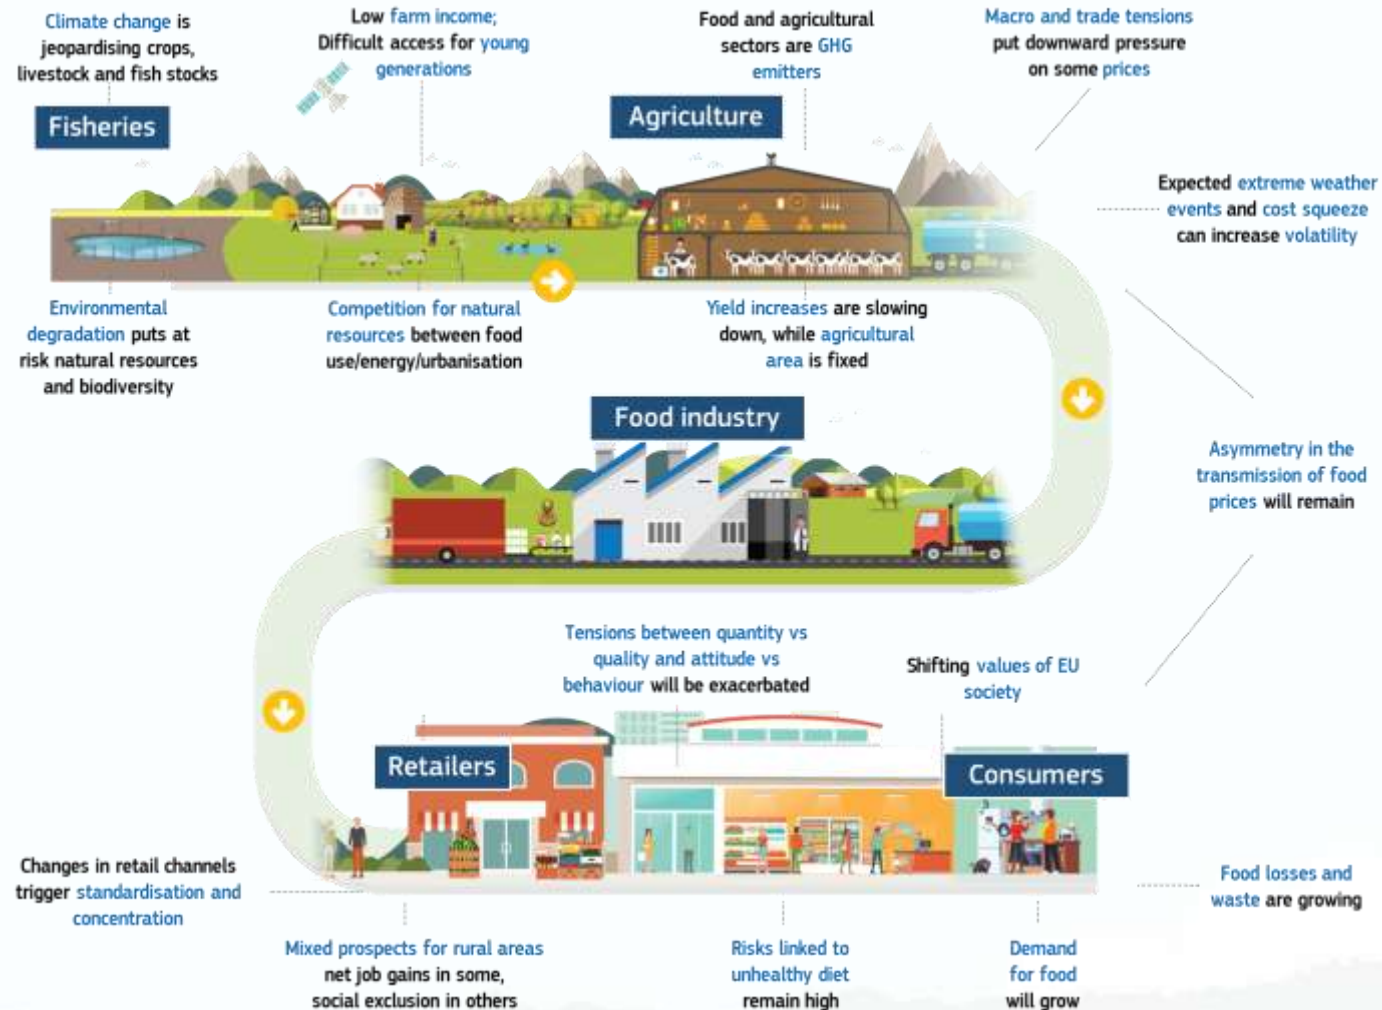 Climate change is
jeopardising crops,
livestock and fish stocks
Low farm income;
Difficult access for young
generations
Food and agricultural
sectors are GHG
emitters
Macro and trade tensions
put downward pressure
on some prices
Fisheries
Agriculture
Expected extreme weather
events and cost squeeze
can increase volatility
Environmental
degradation puts at
risk natural resources
and biodiversity
Competition for natural
resources between food
use/energy/urbanisation
Yield increases are slowing
down, while agricultural
area is fixed
Food industry
Asymmetry in the
transmission of food
prices will remain
Tensions between quantity vs
quality and attitude vs
behaviour will be exacerbated
Shifting values of EU
society
Retailers
Consumers
Changes in retail channels
trigger standardisation and
concentration
Food losses and
waste are growing
Mixed prospects for rural areas
net job gains in some,
social exclusion in others
Risks linked to
unhealthy diet
remain high
Demand
for food
will grow